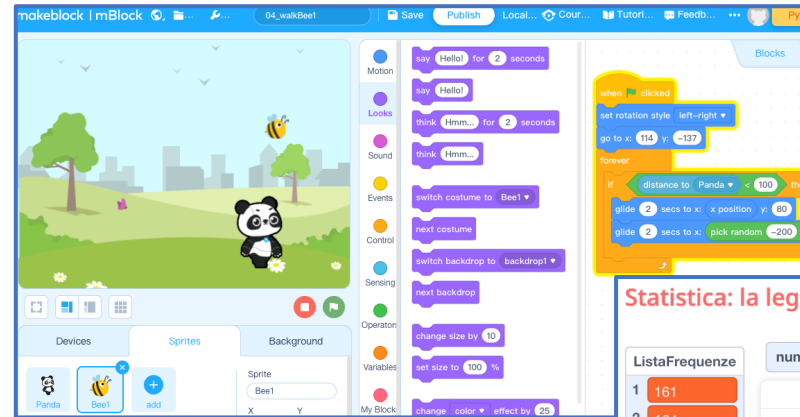 makeblock | mBlock
04_walkBee1
Save
Publish
Local...
Cour...
Tutori...
Feedb...
Py
Motion
Looks
Sound
Events
Control
Sensing
Operators
Variables
My Block
say Hello! for 2 seconds
say Hello!
think Hmm... for 2 seconds
think Hmm...
switch costume to Bee1
next costume
switch backdrop to backdrop1
next backdrop
change size by 10
set size to 100 %
change color effect by 25
Blocks
when clicked
set rotation style left-right
go to x: 114 y: -137
forever
if distance to Panda < 100 the
glide 2 secs to x: x position y: 80
glide 2 secs to x: pick random -200
Devices
Sprites
Background
Panda
Bee1
add
Sprite
Bee1
X Y
Statistica: la leg
ListaFrequenze
num
1 161
2